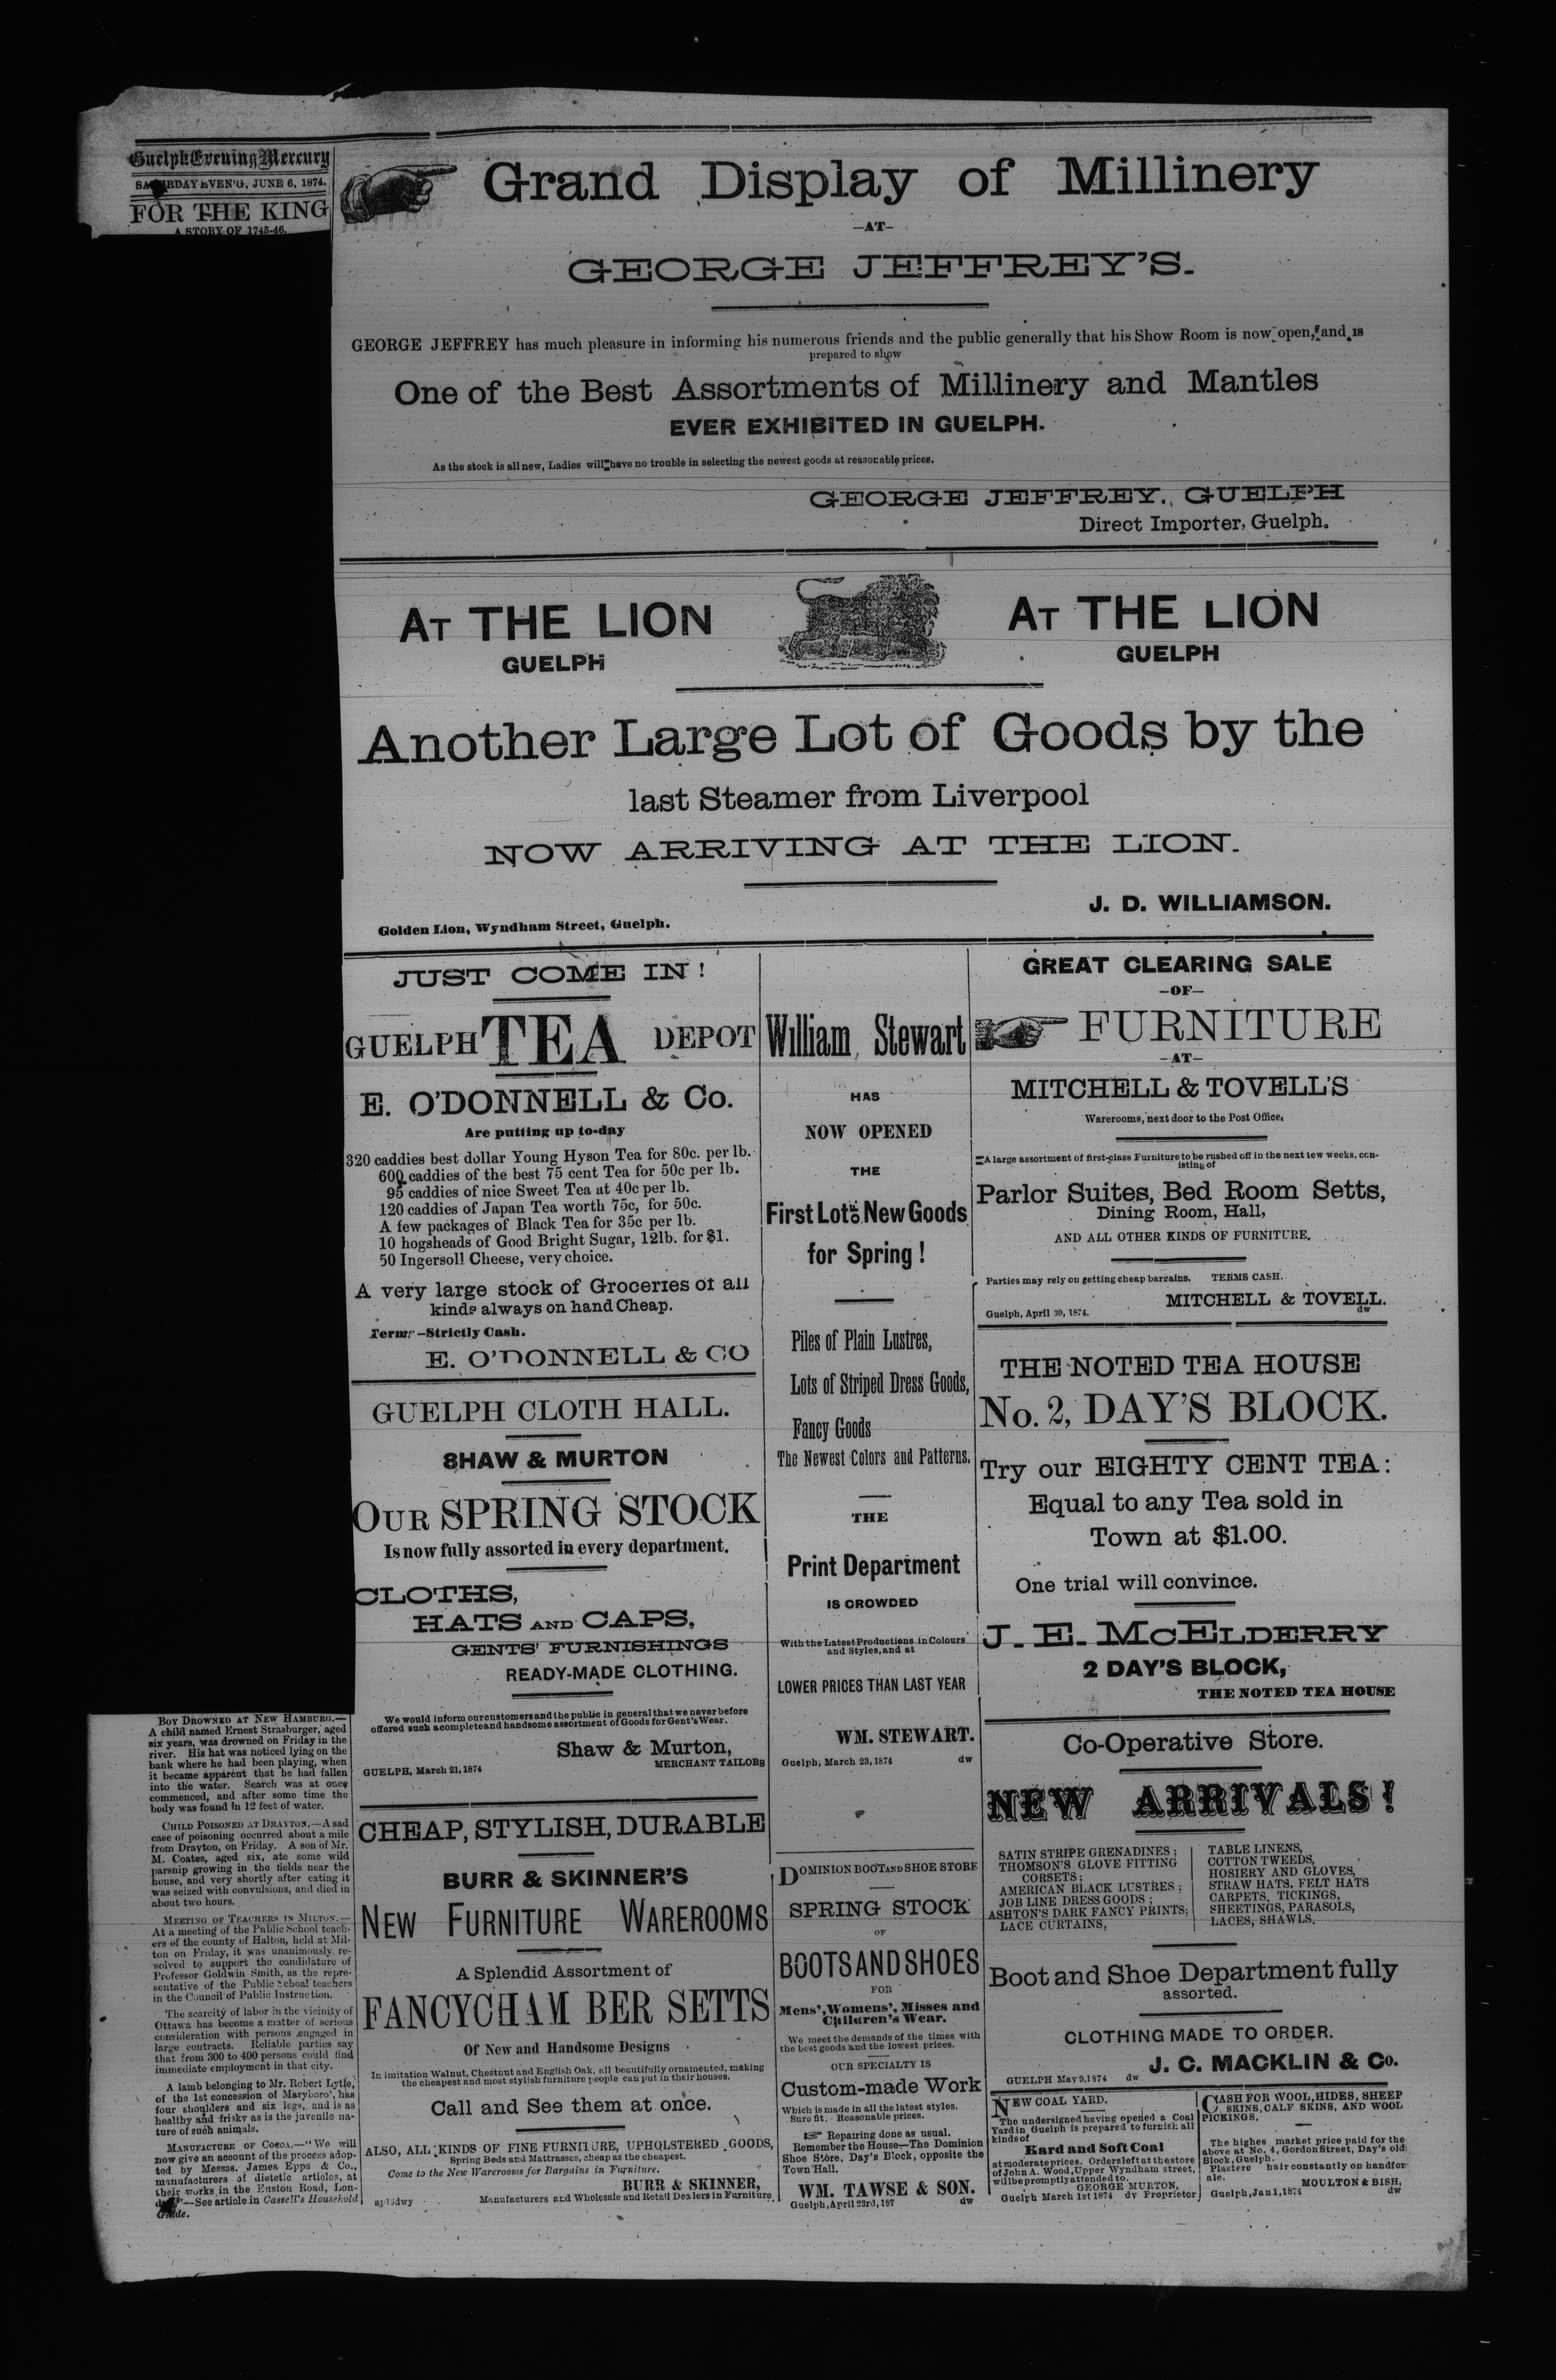 Guelph Evening Mercury
SATURDAY EVEN'G, JUNE 6, 1874.
FOR THE KING
A STORY OF 1745-46.
BOY DROWNED AT NEW HAMBURG.—
A child named Ernest Strasburger, aged
six years, was drowned on Friday in the
river. His hat was noticed lying on the
bank where he had been playing, when
it became apparent that he had fallen
into the water. Search was at once
commenced, and after some time the
body was found in 12 feet of water.
CHILD POISONED AT DRAYTON.—A sad
case of poisoning occurred about a mile
from Drayton, on Friday. A son of Mr.
M. Coates, aged six, ate some wild
parsnip growing in the fields near the
house, and very shortly after eating it
was seized with convulsions, and died in
about two hours.
MEETING OF TEACHERS IN MILTON.—
At a meeting of the Public School teach-
ers of the county of Halton, held at Mil-
ton on Friday, it was unanimously re-
solved to support the candidature of
Professor Goldwin Smith, as the repre-
sentative of the Public School teachers
in the Council of Public Instruction.
The scarcity of labor in the vicinity of
Ottawa has become a matter of serious
consideration with persons engaged in
large contracts. Reliable parties say
that from 300 to 400 persons could find
immediate employment in that city.
A lamb belonging to Mr. Robert Lytle,
of the 1st concession of Maryboro', has
four shoulders and six legs, and is as
healthy and frisky as is the juvenile na-
ture of such animals.
MANUFACTURE OF COCOA.—"We will
now give an account of the process adop-
ted by Messrs. James Epps & Co.,
manufacturers of dietetic articles, at
their works in the Euston Road, Lon-
—See article in Cassell's Household
Guide.
Grand Display of Millinery
—AT—
GEORGE JEFFREY'S.
GEORGE JEFFREY has much pleasure in informing his numerous friends and the public generally that his Show Room is now open, and is
prepared to show
One of the Best Assortments of Millinery and Mantles
EVER EXHIBITED IN GUELPH.
As the stock is all new, Ladies will have no trouble in selecting the newest goods at reasonable prices.
GEORGE JEFFREY., GUELPH
Direct Importer, Guelph.
AT THE LION
GUELPH
AT THE LION
GUELPH
Another Large Lot of Goods by the
last Steamer from Liverpool
NOW ARRIVING AT THE LION.
J. D. WILLIAMSON.
Golden Lion, Wyndham Street, Guelph.
JUST COME IN!
GUELPH TEA DEPOT
E. O'DONNELL & Co.
Are putting up to-day
320 caddies best dollar Young Hyson Tea for 80c. per lb.
600 caddies of the best 75 cent Tea for 50c per lb.
95 caddies of nice Sweet Tea at 40c per lb.
120 caddies of Japan Tea worth 75c, for 50c.
A few packages of Black Tea for 35c per lb.
10 hogsheads of Good Bright Sugar, 12lb. for $1.
50 Ingersoll Cheese, very choice.
A very large stock of Groceries of all
kinds always on hand Cheap.
Terms—Strictly Cash.
E. O'DONNELL & CO
GUELPH CLOTH HALL.
SHAW & MURTON
OUR SPRING STOCK
Is now fully assorted in every department.
CLOTHS,
HATS AND CAPS,
GENTS' FURNISHINGS
READY-MADE CLOTHING.
We would inform our customers and the public in general that we never before
offered such a complete and handsome assortment of Goods for Gent's Wear.
Shaw & Murton,
MERCHANT TAILORS
GUELPH, March 21, 1874
CHEAP, STYLISH, DURABLE
BURR & SKINNER'S
NEW FURNITURE WAREROOMS
A Splendid Assortment of
FANCY CHAMBER SETTS
Of New and Handsome Designs
In imitation Walnut, Chestnut and English Oak, all beautifully ornamented, making
the cheapest and most stylish furniture people can put in their houses.
Call and See them at once.
ALSO, ALL KINDS OF FINE FURNITURE, UPHOLSTERED GOODS,
Spring Beds and Mattrasses, cheap as the cheapest.
Come to the New Warerooms for Bargains in Furniture.
BURR & SKINNER,
ap15dwy Manufacturers and Wholesale and Retail Dealers in Furniture,
William Stewart
HAS
NOW OPENED
THE
First Lot of New Goods
for Spring!
Piles of Plain Lustres,
Lots of Striped Dress Goods,
Fancy Goods
The Newest Colors and Patterns.
THE
Print Department
IS CROWDED
With the Latest Productions in Colours
and Styles, and at
LOWER PRICES THAN LAST YEAR
WM. STEWART.
Guelph, March 23, 1874 dw
DOMINION BOOT AND SHOE STORE
SPRING STOCK
OF
BOOTS AND SHOES
FOR
Mens', Womens', Misses and
Children's Wear.
We meet the demands of the times with
the best goods and the lowest prices.
OUR SPECIALTY IS
Custom-made Work
Which is made in all the latest styles.
Sure fit. Reasonable prices.
Repairing done as usual.
Remember the House—The Dominion
Shoe Store, Day's Block, opposite the
Town Hall.
WM. TAWSE & SON.
Guelph, April 23rd, 187 dw
GREAT CLEARING SALE
—OF—
FURNITURE
—AT—
MITCHELL & TOVELL'S
Warerooms, next door to the Post Office.
A large assortment of first-class Furniture to be rushed off in the next few weeks, con-
isting of
Parlor Suites, Bed Room Setts,
Dining Room, Hall,
AND ALL OTHER KINDS OF FURNITURE.
Parties may rely on getting cheap bargains. TERMS CASH.
MITCHELL & TOVELL.
Guelph, April 30, 1874. dw
THE NOTED TEA HOUSE
No. 2, DAY'S BLOCK.
Try our EIGHTY CENT TEA:
Equal to any Tea sold in
Town at $1.00.
One trial will convince.
J. E. McELDERRY
2 DAY'S BLOCK,
THE NOTED TEA HOUSE
Co-Operative Store.
NEW ARRIVALS!
SATIN STRIPE GRENADINES;
THOMSON'S GLOVE FITTING
CORSETS;
AMERICAN BLACK LUSTRES;
JOB LINE DRESS GOODS;
ASHTON'S DARK FANCY PRINTS;
LACE CURTAINS,
TABLE LINENS,
COTTON TWEEDS,
HOSIERY AND GLOVES,
STRAW HATS, FELT HATS
CARPETS, TICKINGS,
SHEETINGS, PARASOLS,
LACES, SHAWLS,
Boot and Shoe Department fully
assorted.
CLOTHING MADE TO ORDER.
J. C. MACKLIN & Co.
GUELPH May 9, 1874 dw
NEW COAL YARD.
The undersigned having opened a Coal
Yard in Guelph is prepared to furnish all
kinds of
Hard and Soft Coal
at moderate prices. Orders left at the store
of John A. Wood, Upper Wyndham street,
will be promptly attended to.
GEORGE MURTON,
Guelph March 1st 1874 dy Proprietor
CASH FOR WOOL, HIDES, SHEEP
SKINS, CALF SKINS, AND WOOL
PICKINGS.
The highes market price paid for the
above at No. 4, Gordon Street, Day's old
Block, Guelph.
Plastere hair constantly on hand for
ale.
MOULTON & BISH,
Guelph, Jan 1, 1874 dw